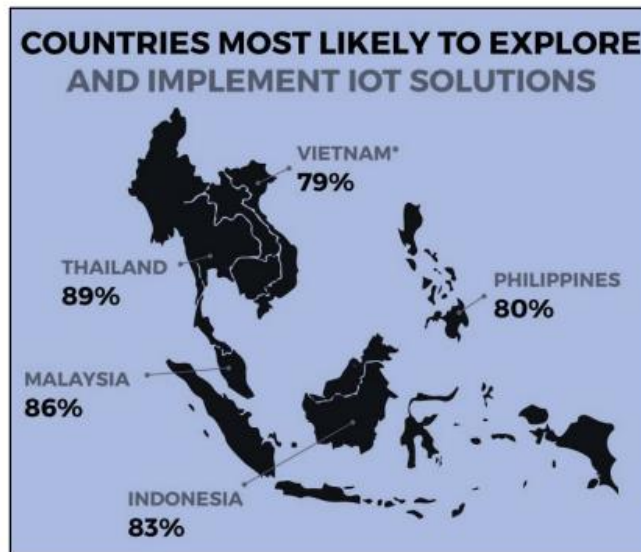 COUNTRIES MOST LIKELY TO EXPLORE
AND IMPLEMENT IOT SOLUTIONS
VIETNAM*
79%
THAILAND
89%
PHILIPPINES
80%
MALAYSIA
86%
INDONESIA
83%